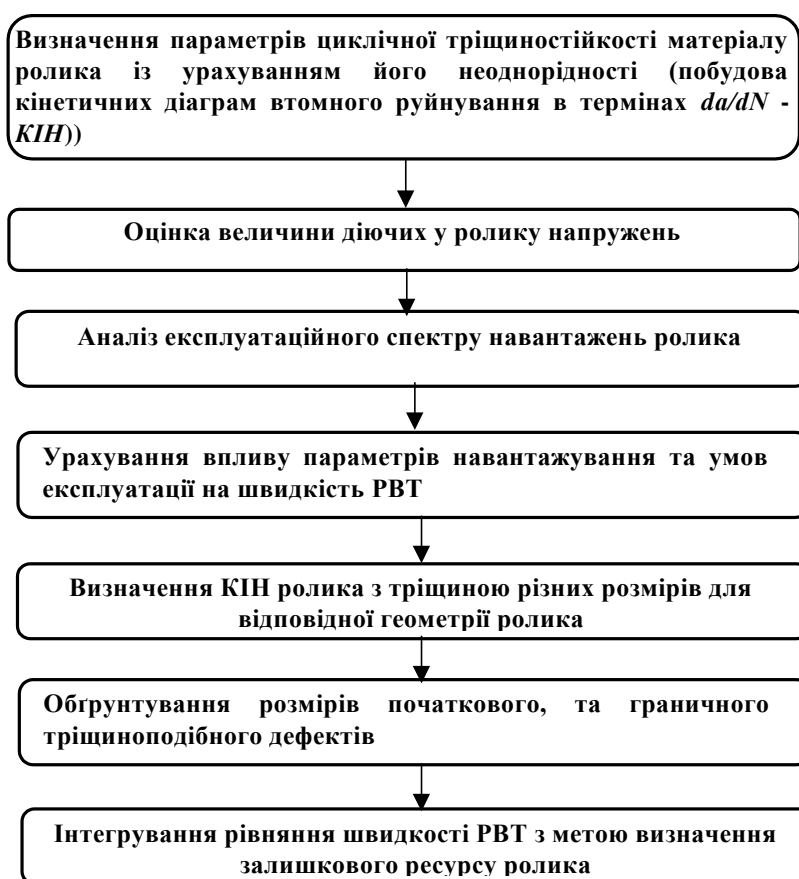 Визначення параметрів циклічної тріщиностійкості матеріалу
ролика із урахуванням його неоднорідності (побудова
кінетичних діаграм втомного руйнування в термінах da/dN -
КІН))
Оцінка величини діючих у ролику напружень
Аналіз експлуатаційного спектру навантажень ролика
Урахування впливу параметрів навантажування та умов
експлуатації на швидкість РВТ
Визначення КІН ролика з тріщиною різних розмірів для
відповідної геометрії ролика
Обґрунтування розмірів початкового, та граничного
тріщиноподібного дефектів
Інтегрування рівняння швидкості РВТ з метою визначення
залишкового ресурсу ролика